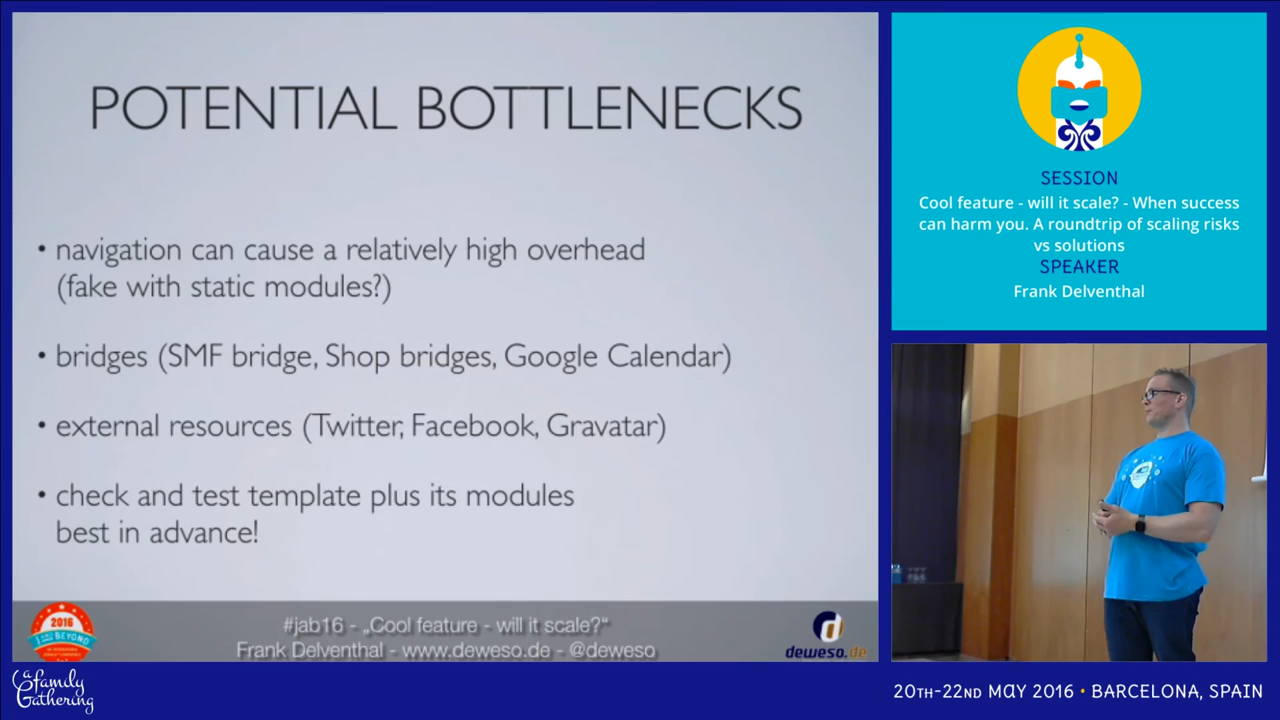 POTENTIAL BOTTLENECKS
• navigation can cause a relatively high overhead
(fake with static modules?)
• bridges (SMF bridge, Shop bridges, Google Calendar)
• external resources (Twitter, Facebook, Gravatar)
• check and test template plus its modules
best in advance!
2016
BEYOND
#jab16 - „Cool feature - will it scale?“
Frank Delventhal - www.deweso.de - @deweso
deweso.de
SESSION
Cool feature - will it scale? - When success
can harm you. A roundtrip of scaling risks
vs solutions
SPEAKER
Frank Delventhal
a family
Gathering
20TH-22ND MAY 2016 • BARCELONA, SPAIN